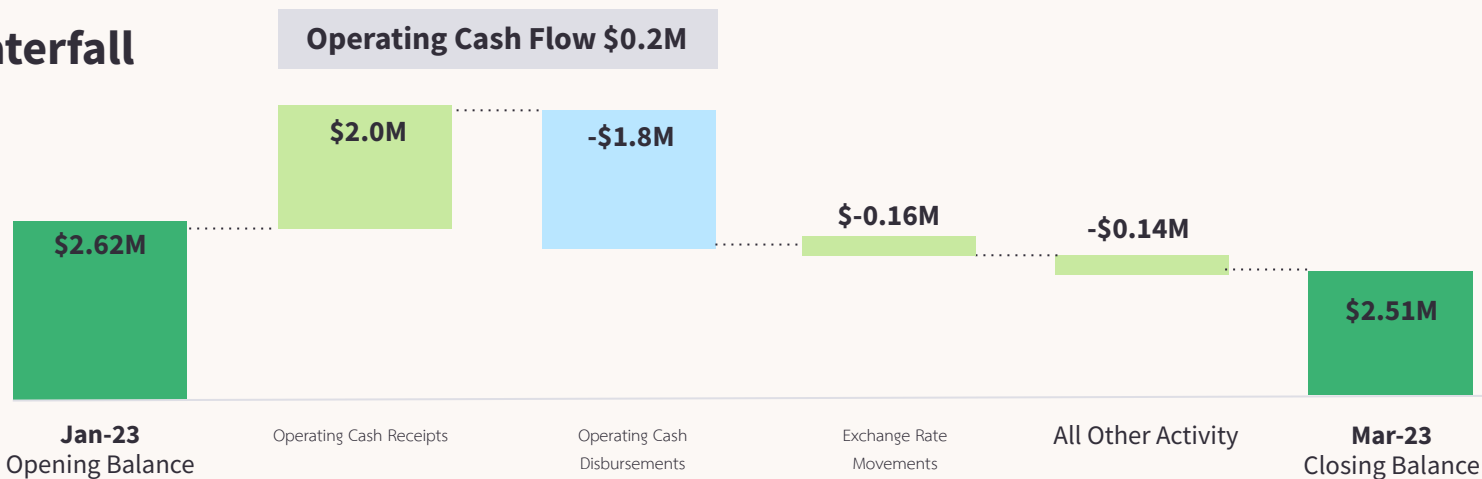 Operating Cash Flow $0.2M
$2.0M
-$1.8M
$-0.16M
-$0.14M
$2.62M
$2.51M
Jan-23
Opening Balance
Operating Cash Receipts
Operating Cash
Disbursements
Exchange Rate
Movements
All Other Activity
Mar-23
Closing Balance